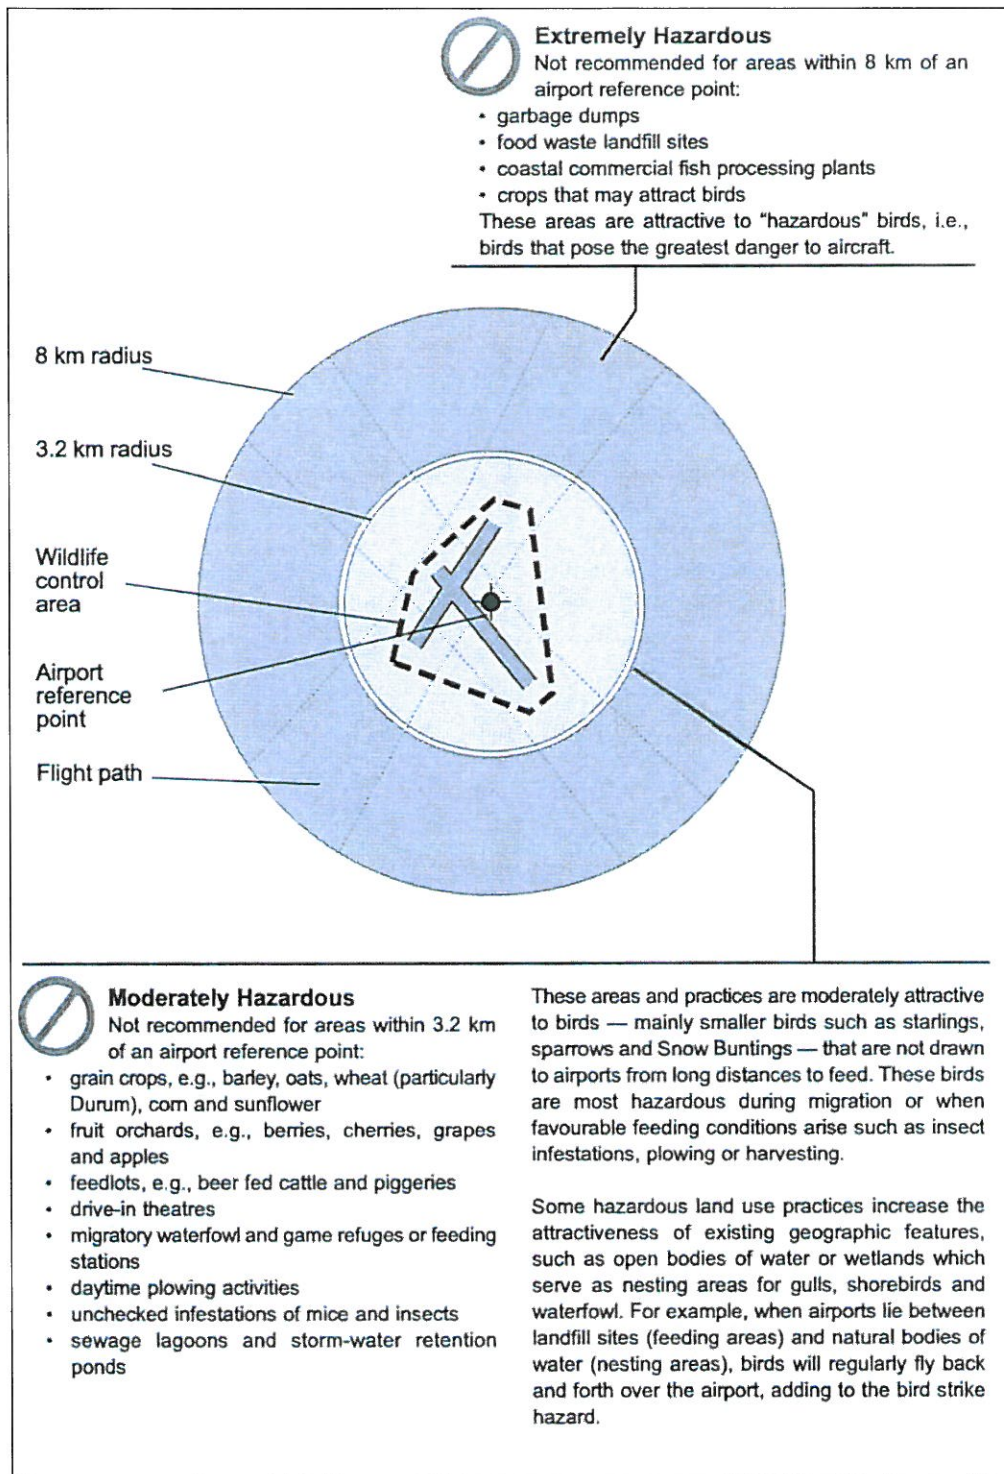 Extremely Hazardous
Not recommended for areas within 8 km of an
airport reference point:
• garbage dumps
• food waste landfill sites
• coastal commercial fish processing plants
• crops that may attract birds
These areas are attractive to "hazardous" birds, i.e.,
birds that pose the greatest danger to aircraft.
8 km radius
3.2 km radius
Wildlife
control
area
Airport
reference
point
Flight path
Moderately Hazardous
Not recommended for areas within 3.2 km
of an airport reference point:
• grain crops, e.g., barley, oats, wheat (particularly
Durum), corn and sunflower
• fruit orchards, e.g., berries, cherries, grapes
and apples
• feedlots, e.g., beer fed cattle and piggeries
• drive-in theatres
• migratory waterfowl and game refuges or feeding
stations
• daytime plowing activities
• unchecked infestations of mice and insects
• sewage lagoons and storm-water retention
ponds
These areas and practices are moderately attractive
to birds — mainly smaller birds such as starlings,
sparrows and Snow Buntings — that are not drawn
to airports from long distances to feed. These birds
are most hazardous during migration or when
favourable feeding conditions arise such as insect
infestations, plowing or harvesting.
Some hazardous land use practices increase the
attractiveness of existing geographic features,
such as open bodies of water or wetlands which
serve as nesting areas for gulls, shorebirds and
waterfowl. For example, when airports lie between
landfill sites (feeding areas) and natural bodies of
water (nesting areas), birds will regularly fly back
and forth over the airport, adding to the bird strike
hazard.